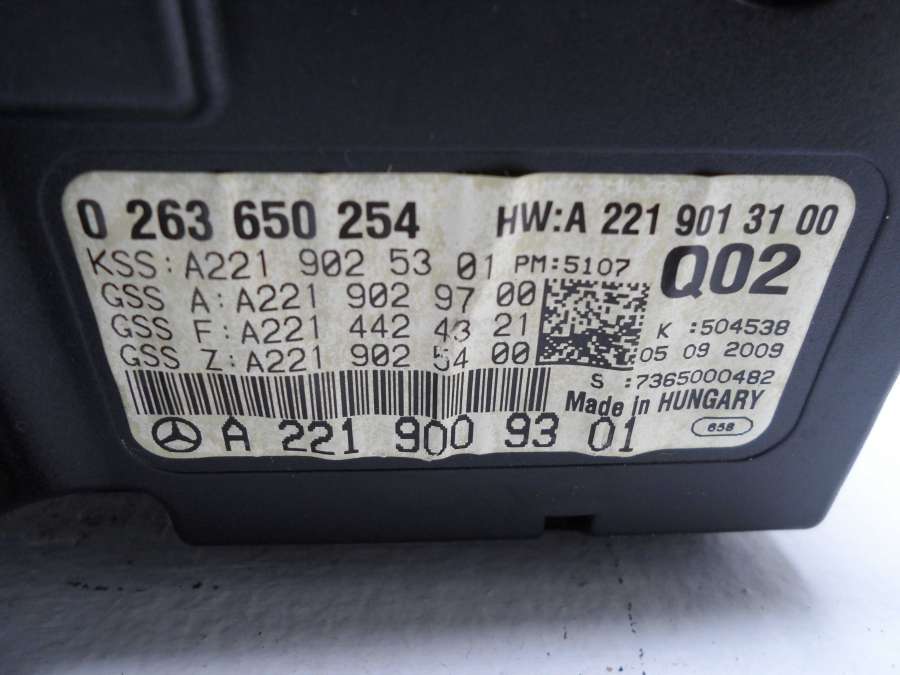 0 263 650 254 HW:A 221 901 31 00
KSS:A221 902 53 01 PM:5107 Q02
GSS A:A221 902 97 00
GSS F:A221 442 43 21 K :504538
GSS Z:A221 902 54 00 05 09 2009
S :7365000482
Made in HUNGARY
A 221 900 93 01 658